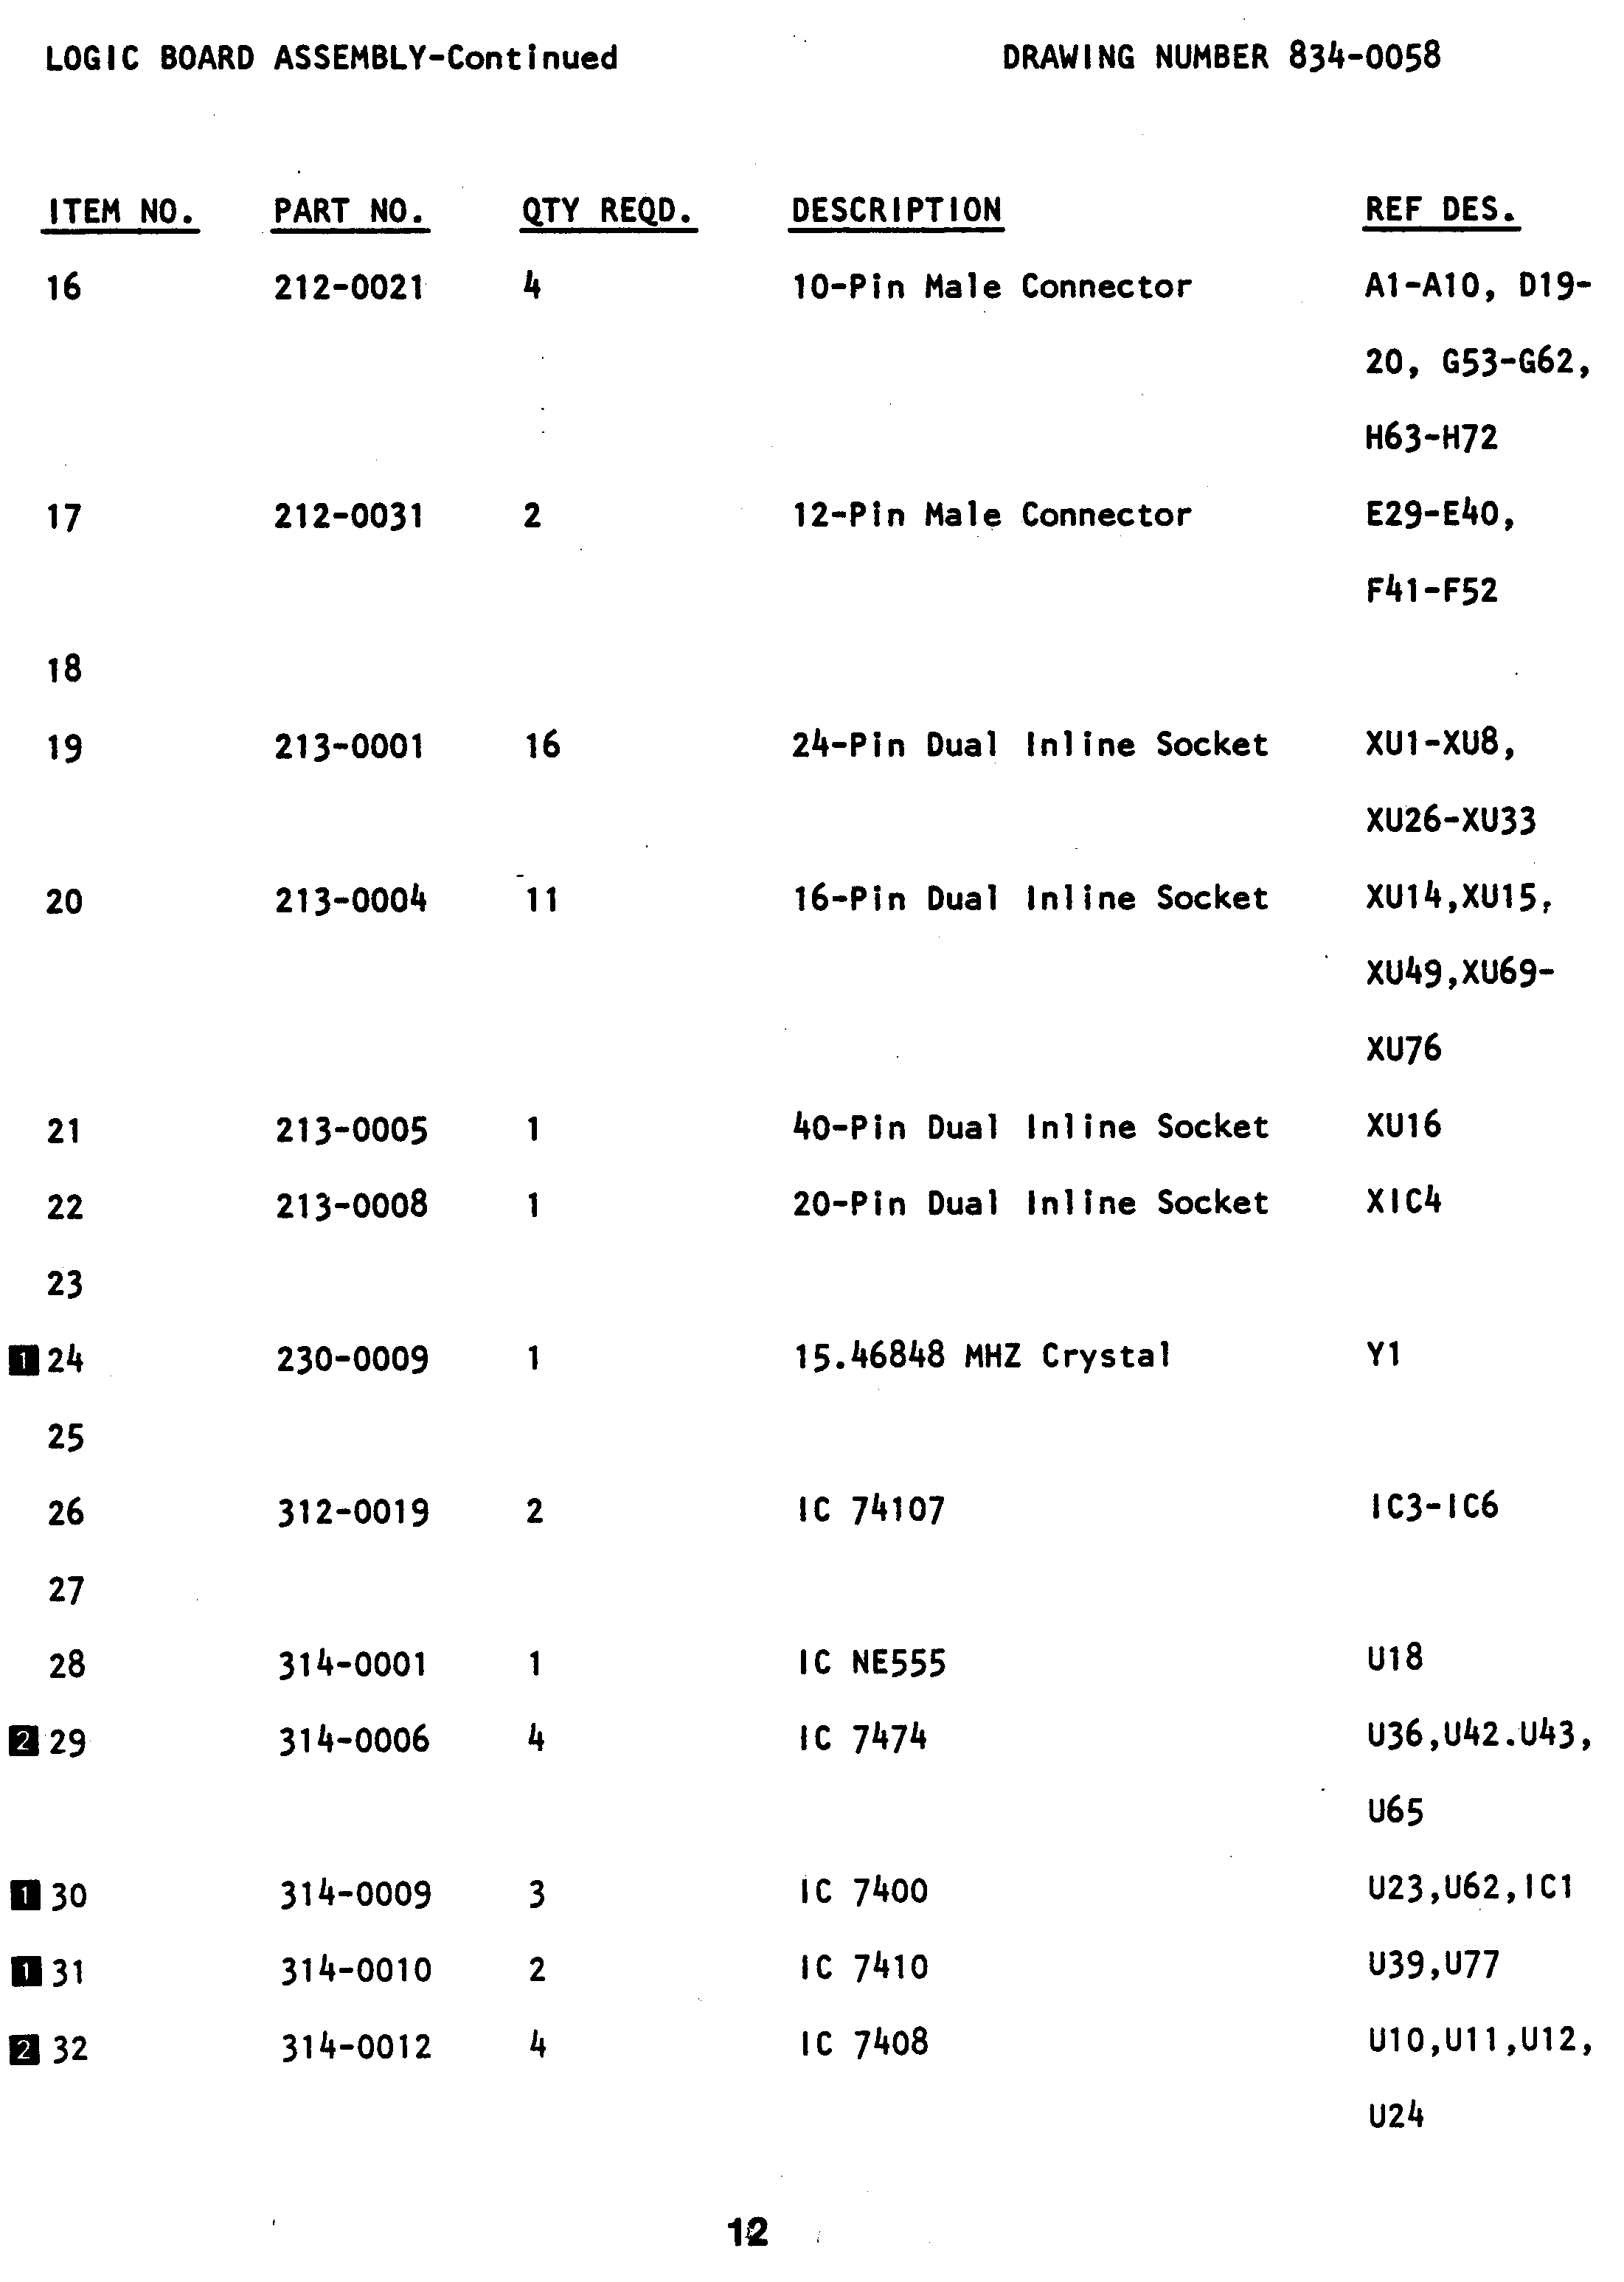 LOGIC BOARD ASSEMBLY-Continued DRAWING NUMBER 834-0058
ITEM NO. PART NO. QTY REQD. DESCRIPTION REF DES.
16 212-0021 4 10-Pin Male Connector A1-A10, D19-
20, G53-G62,
H63-H72
17 212-0031 2 12-Pin Male Connector E29-E40,
F41-F52
18
19 213-0001 16 24-Pin Dual Inline Socket XU1-XU8,
XU26-XU33
20 213-0004 11 16-Pin Dual Inline Socket XU14,XU15,
XU49,XU69-
XU76
21 213-0005 1 40-Pin Dual Inline Socket XU16
22 213-0008 1 20-Pin Dual Inline Socket XIC4
23
1 24 230-0009 1 15.46848 MHZ Crystal Y1
25
26 312-0019 2 IC 74107 IC3-IC6
27
28 314-0001 1 IC NE555 U18
2 29 314-0006 4 IC 7474 U36,U42.U43,
U65
1 30 314-0009 3 IC 7400 U23,U62,IC1
1 31 314-0010 2 IC 7410 U39,U77
2 32 314-0012 4 IC 7408 U10,U11,U12,
U24
12